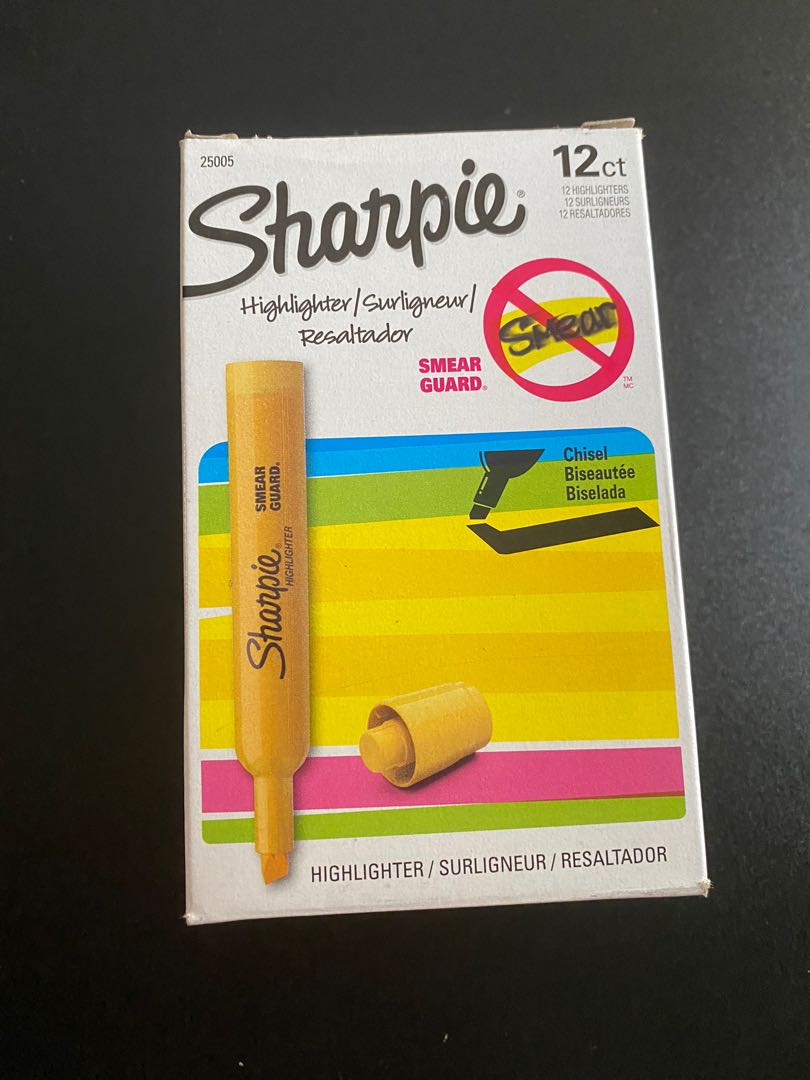 25005
12ct
12 HIGHLIGHTERS
12 SURLIGNEURS
12 RESALTADORES
Sharpie®
Highlighter/Surligneur/
Resaltador
Smear
TM
MC
SMEAR
GUARD®
Chisel
Biseautée
Biselada
SMEAR
GUARD®
Sharpie®
HIGHLIGHTER
HIGHLIGHTER / SURLIGNEUR / RESALTADOR